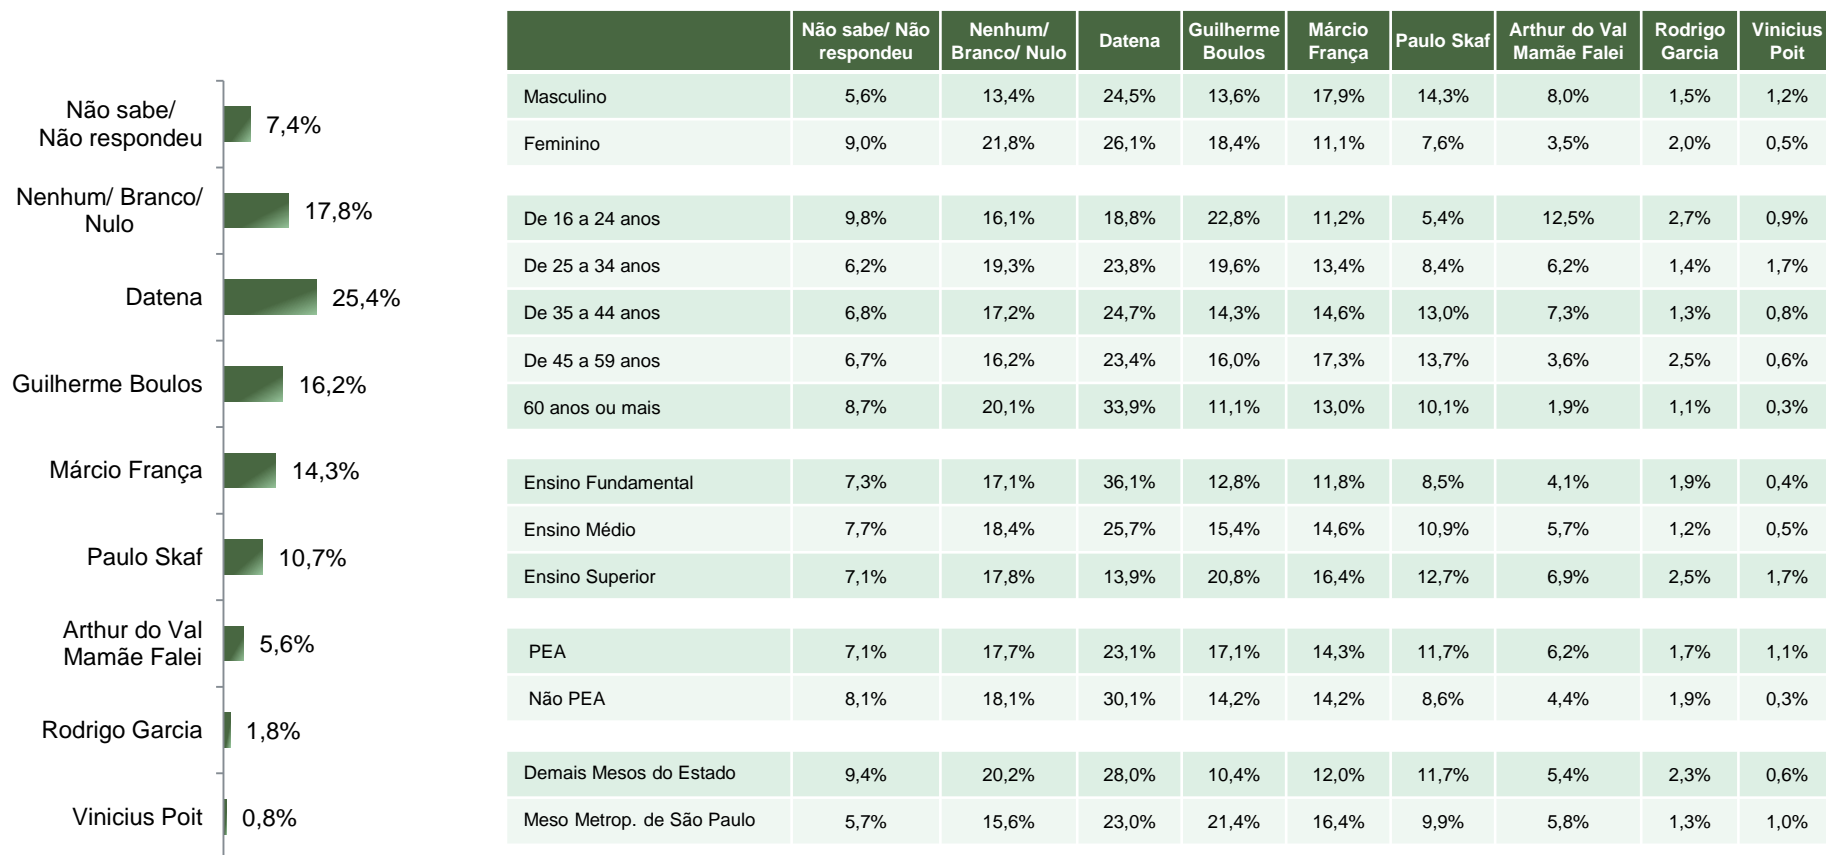 Não sabe/
Não respondeu
7,4%
Nenhum/ Branco/
Nulo
17,8%
Datena
25,4%
Guilherme Boulos
16,2%
Márcio França
14,3%
Paulo Skaf
10,7%
Arthur do Val
Mamãe Falei
5,6%
Rodrigo Garcia
1,8%
Vinicius Poit
0,8%
Não sabe/ Não respondeu Nenhum/ Branco/ Nulo Datena Guilherme Boulos Márcio França Paulo Skaf Arthur do Val Mamãe Falei Rodrigo Garcia Vinicius Poit
Masculino 5,6% 13,4% 24,5% 13,6% 17,9% 14,3% 8,0% 1,5% 1,2%
Feminino 9,0% 21,8% 26,1% 18,4% 11,1% 7,6% 3,5% 2,0% 0,5%
De 16 a 24 anos 9,8% 16,1% 18,8% 22,8% 11,2% 5,4% 12,5% 2,7% 0,9%
De 25 a 34 anos 6,2% 19,3% 23,8% 19,6% 13,4% 8,4% 6,2% 1,4% 1,7%
De 35 a 44 anos 6,8% 17,2% 24,7% 14,3% 14,6% 13,0% 7,3% 1,3% 0,8%
De 45 a 59 anos 6,7% 16,2% 23,4% 16,0% 17,3% 13,7% 3,6% 2,5% 0,6%
60 anos ou mais 8,7% 20,1% 33,9% 11,1% 13,0% 10,1% 1,9% 1,1% 0,3%
Ensino Fundamental 7,3% 17,1% 36,1% 12,8% 11,8% 8,5% 4,1% 1,9% 0,4%
Ensino Médio 7,7% 18,4% 25,7% 15,4% 14,6% 10,9% 5,7% 1,2% 0,5%
Ensino Superior 7,1% 17,8% 13,9% 20,8% 16,4% 12,7% 6,9% 2,5% 1,7%
PEA 7,1% 17,7% 23,1% 17,1% 14,3% 11,7% 6,2% 1,7% 1,1%
Não PEA 8,1% 18,1% 30,1% 14,2% 14,2% 8,6% 4,4% 1,9% 0,3%
Demais Mesos do Estado 9,4% 20,2% 28,0% 10,4% 12,0% 11,7% 5,4% 2,3% 0,6%
Meso Metrop. de São Paulo 5,7% 15,6% 23,0% 21,4% 16,4% 9,9% 5,8% 1,3% 1,0%